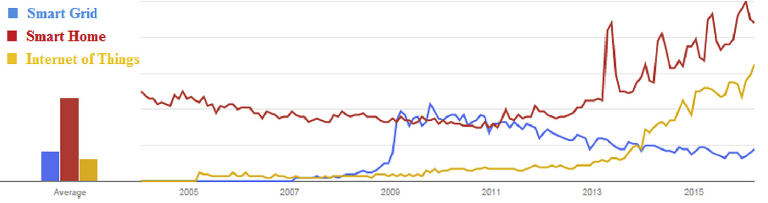 Smart Grid
Smart Home
Internet of Things
Average 2005 2007 2009 2011 2013 2015